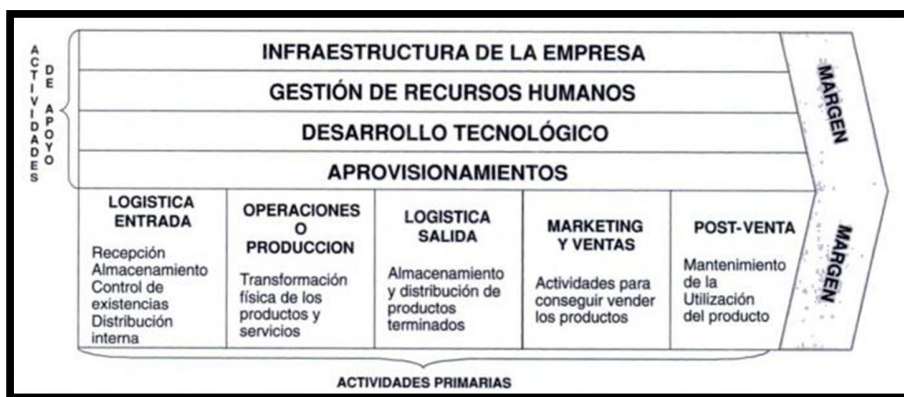 ACTIVIDADES
DE APOYO
INFRAESTRUCTURA DE LA EMPRESA
GESTIÓN DE RECURSOS HUMANOS
DESARROLLO TECNOLÓGICO
APROVISIONAMIENTOS
MARGEN
LOGISTICA
ENTRADA
Recepción
Almacenamiento
Control de
existencias
Distribución
interna
OPERACIONES
O
PRODUCCION
Transformación
física de los
productos y
servicios
LOGISTICA
SALIDA
Almacenamiento
y distribución de
productos
terminados
MARKETING
Y VENTAS
Actividades para
conseguir vender
los productos
POST-VENTA
Mantenimiento
de la
Utilización
del producto
MARGEN
ACTIVIDADES PRIMARIAS